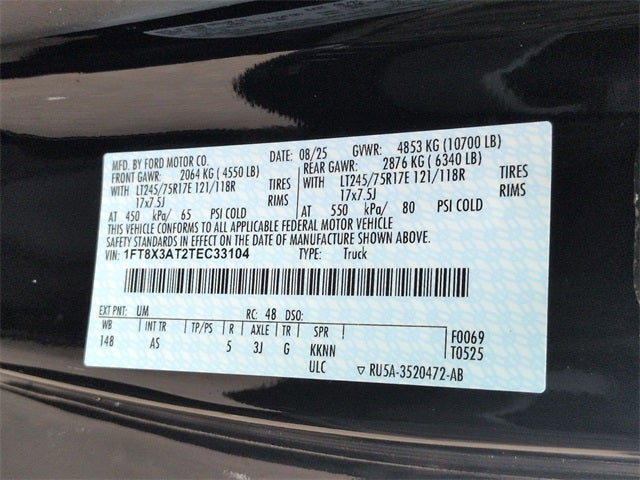 MFD. BY FORD MOTOR CO. DATE: 08/25 GVWR: 4853 KG (10700 LB)
FRONT GAWR: 2064 KG ( 4550 LB) REAR GAWR: 2876 KG ( 6340 LB)
WITH LT245/75R17E 121/118R TIRES WITH LT245/75R17E 121/118R TIRES
17x7.5J RIMS 17x7.5J RIMS
AT 450 kPa/ 65 PSI COLD AT 550 kPa/ 80 PSI COLD
THIS VEHICLE CONFORMS TO ALL APPLICABLE FEDERAL MOTOR VEHICLE
SAFETY STANDARDS IN EFFECT ON THE DATE OF MANUFACTURE SHOWN ABOVE.
VIN: 1FT8X3AT2TEC33104 TYPE: Truck
EXT PNT: UM RC: 48 DSO:
WB INT TR TP/PS R AXLE TR SPR F0069
148 AS 5 3J G KKNN T0525
ULC ▽ RU5A-3520472-AB